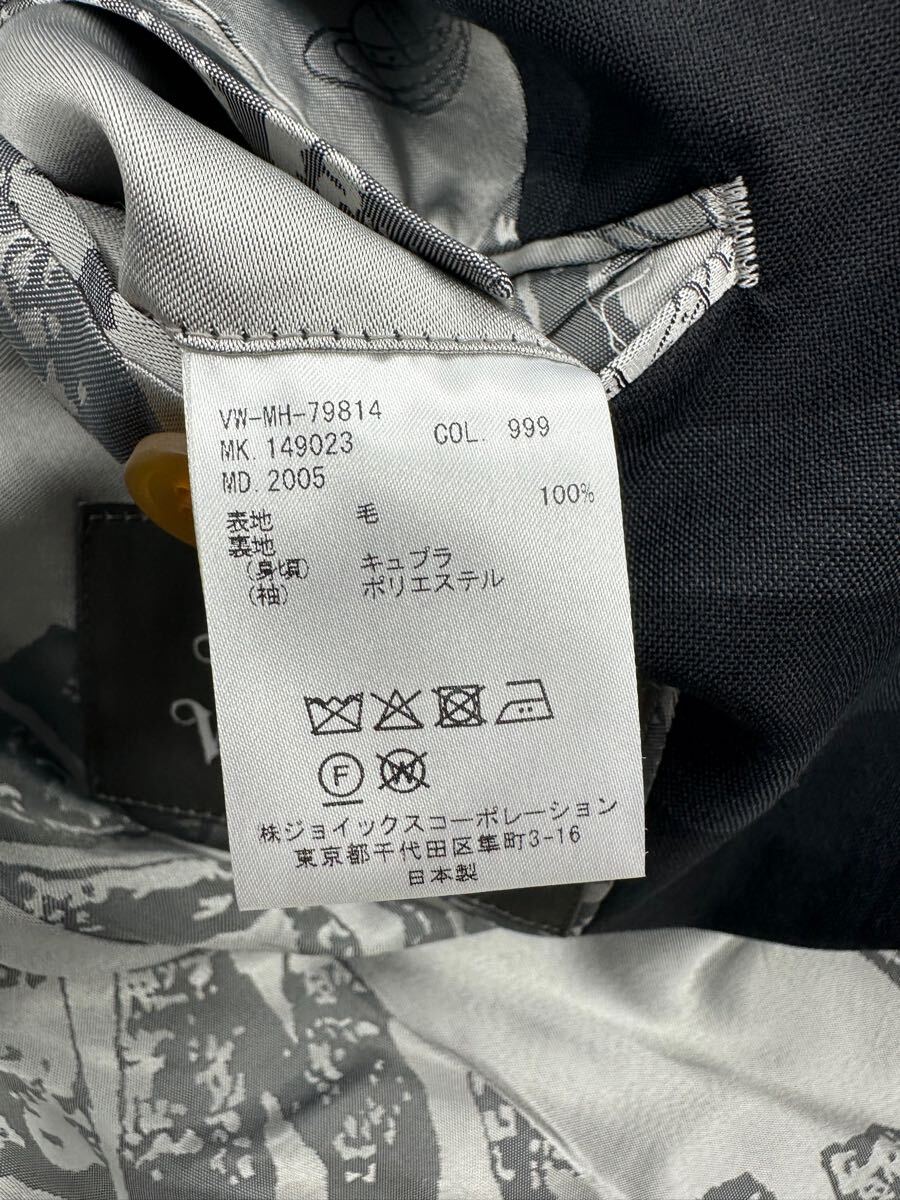 VW-MH-79814
MK. 149023 COL. 999
MD. 2005
表地 毛 100%
裏地
(身頃) キュプラ
(袖) ポリエステル
F
W
株ジョイックスコーポレーション
東京都千代田区隼町3-16
日本製